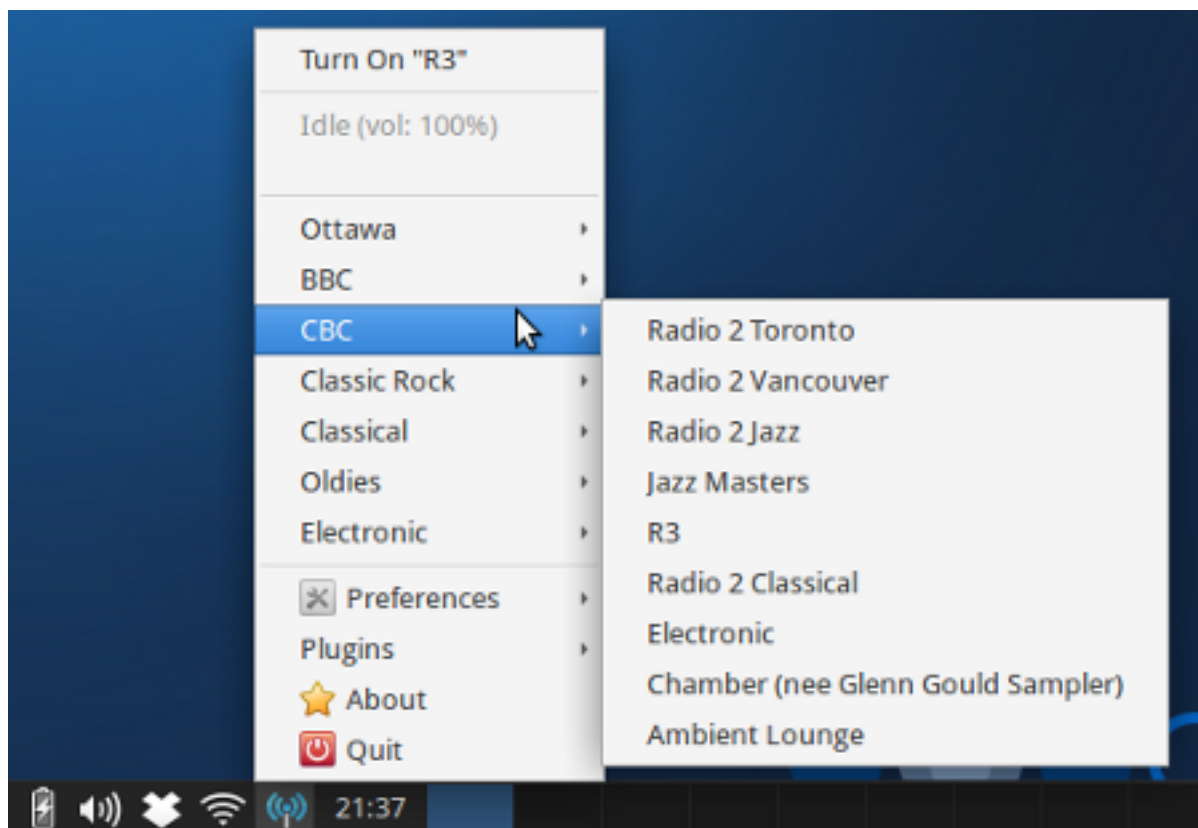 Turn On "R3"
Idle (vol: 100%)
Ottawa
BBC
CBC
Classic Rock
Classical
Oldies
Electronic
Preferences
Plugins
About
Quit
Radio 2 Toronto
Radio 2 Vancouver
Radio 2 Jazz
Jazz Masters
R3
Radio 2 Classical
Electronic
Chamber (nee Glenn Gould Sampler)
Ambient Lounge
21:37